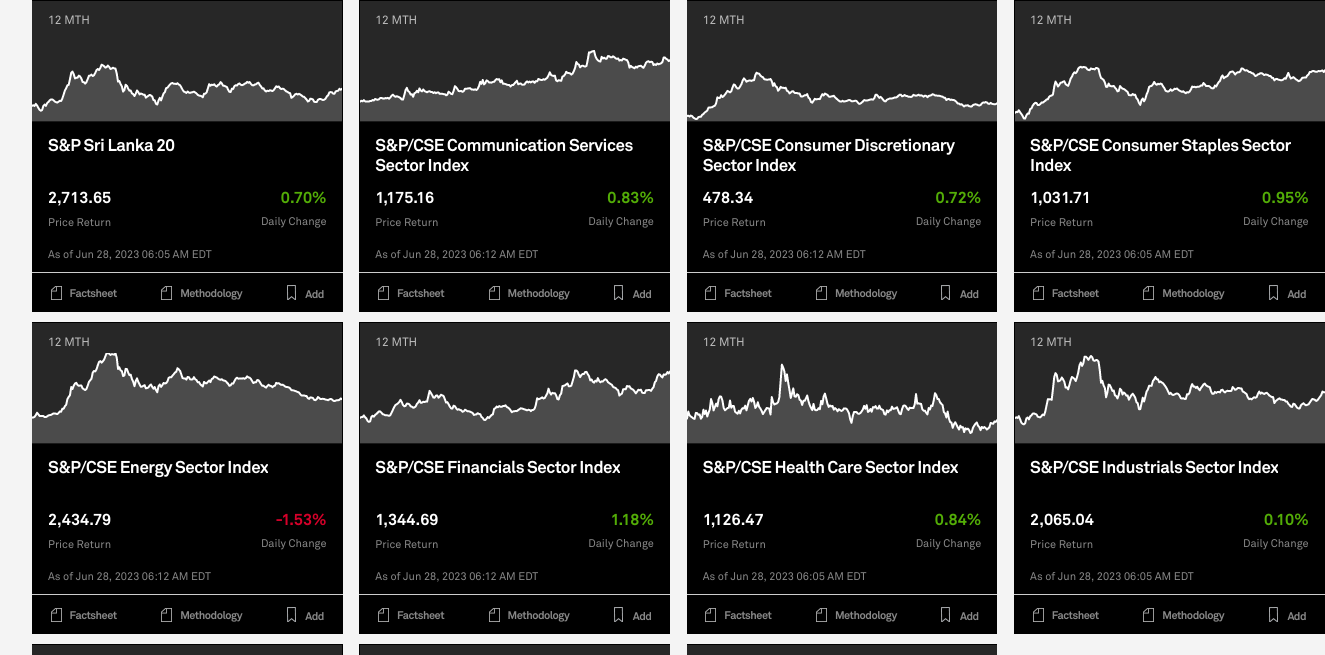 12 MTH
S&P Sri Lanka 20
2,713.65 0.70%
Price Return Daily Change
As of Jun 28, 2023 06:05 AM EDT
Factsheet Methodology Add
12 MTH
S&P/CSE Communication Services
Sector Index
1,175.16 0.83%
Price Return Daily Change
As of Jun 28, 2023 06:12 AM EDT
Factsheet Methodology Add
12 MTH
S&P/CSE Consumer Discretionary
Sector Index
478.34 0.72%
Price Return Daily Change
As of Jun 28, 2023 06:12 AM EDT
Factsheet Methodology Add
12 MTH
S&P/CSE Consumer Staples Sector
Index
1,031.71 0.95%
Price Return Daily Change
As of Jun 28, 2023 06:05 AM EDT
Factsheet Methodology Add
12 MTH
S&P/CSE Energy Sector Index
2,434.79 -1.53%
Price Return Daily Change
As of Jun 28, 2023 06:12 AM EDT
Factsheet Methodology Add
12 MTH
S&P/CSE Financials Sector Index
1,344.69 1.18%
Price Return Daily Change
As of Jun 28, 2023 06:12 AM EDT
Factsheet Methodology Add
12 MTH
S&P/CSE Health Care Sector Index
1,126.47 0.84%
Price Return Daily Change
As of Jun 28, 2023 06:05 AM EDT
Factsheet Methodology Add
12 MTH
S&P/CSE Industrials Sector Index
2,065.04 0.10%
Price Return Daily Change
As of Jun 28, 2023 06:05 AM EDT
Factsheet Methodology Add